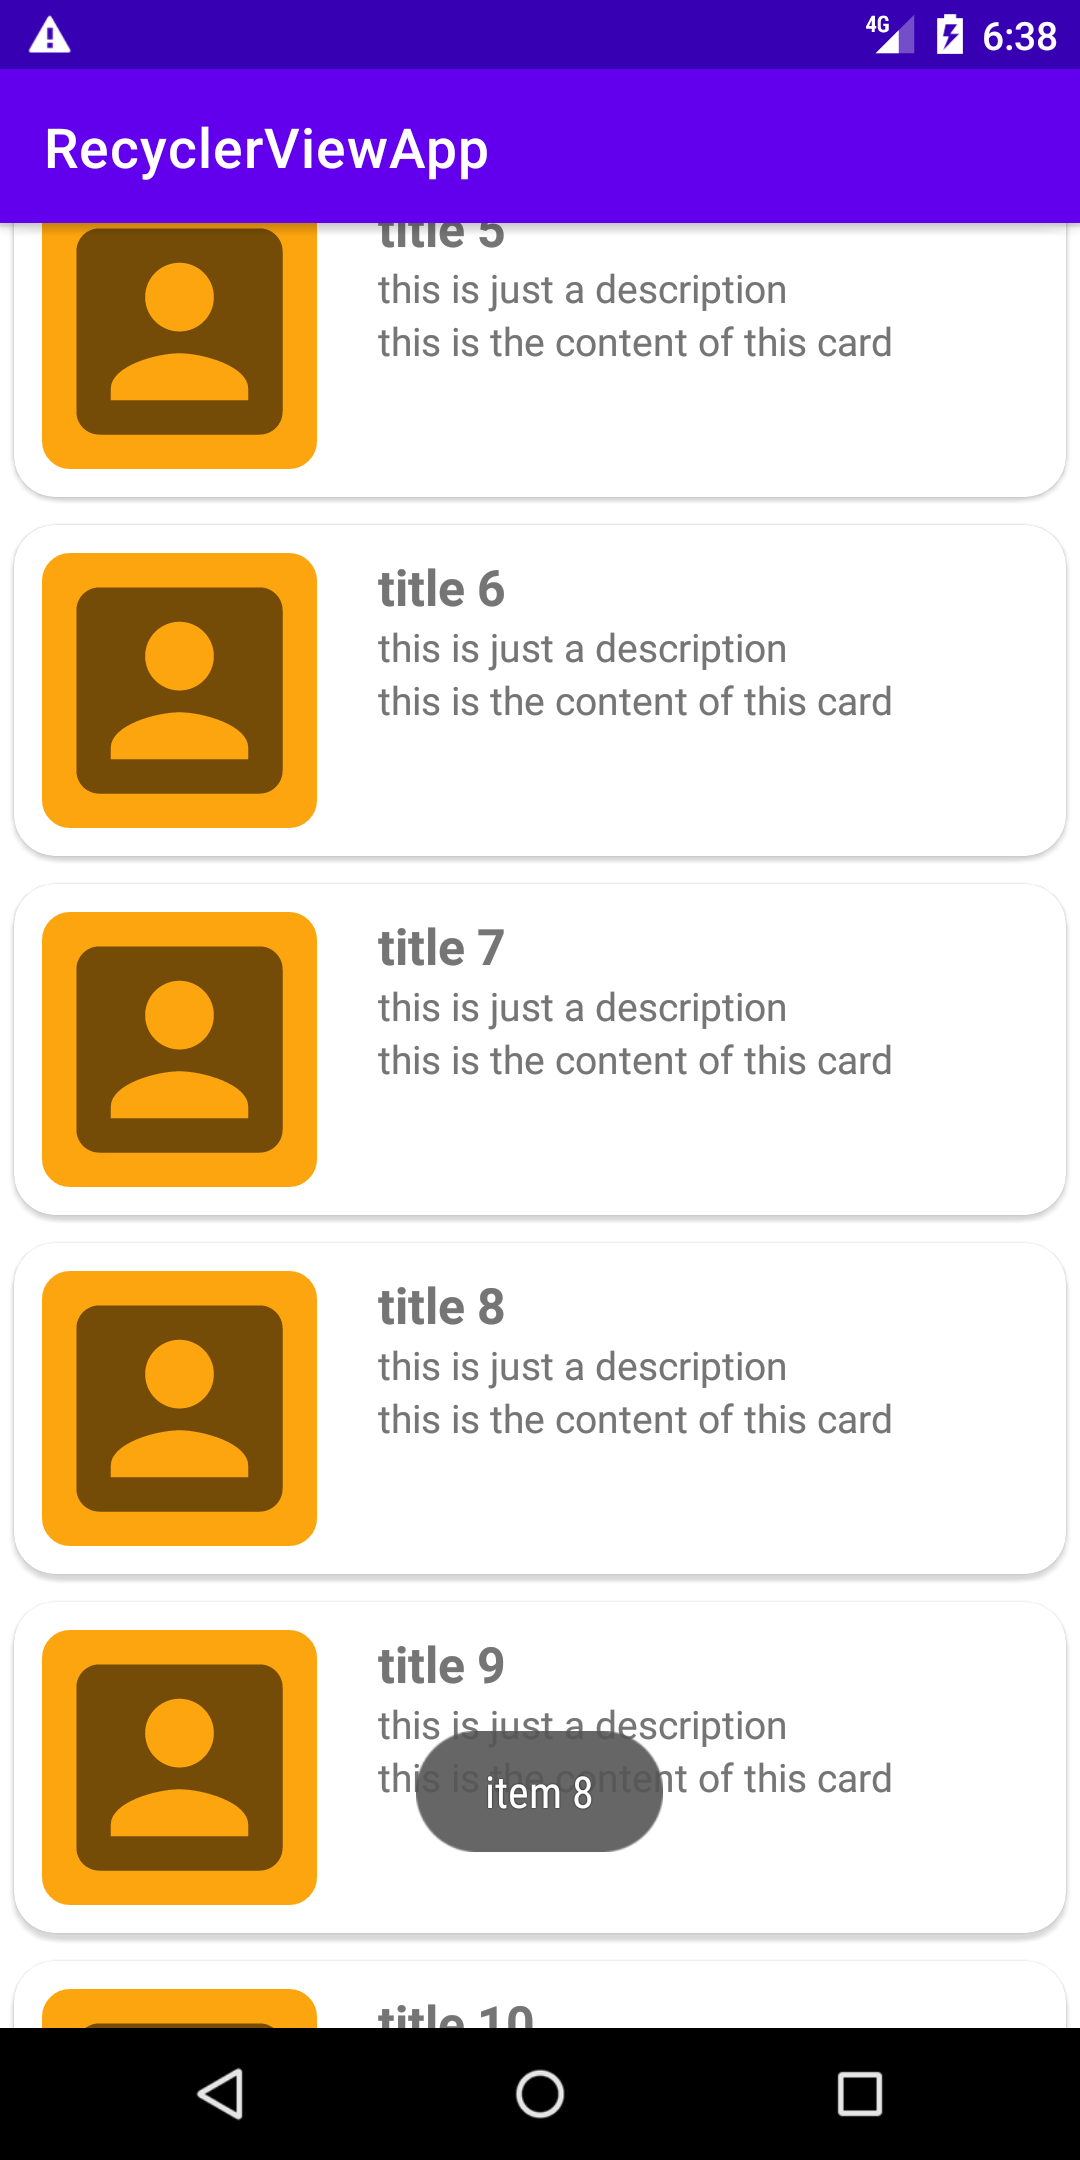 4G 6:38
RecyclerViewApp
title 5
this is just a description
this is the content of this card
title 6
this is just a description
this is the content of this card
title 7
this is just a description
this is the content of this card
title 8
this is just a description
this is the content of this card
title 9
this is just a description
this is the content of this card
item 8
title 10